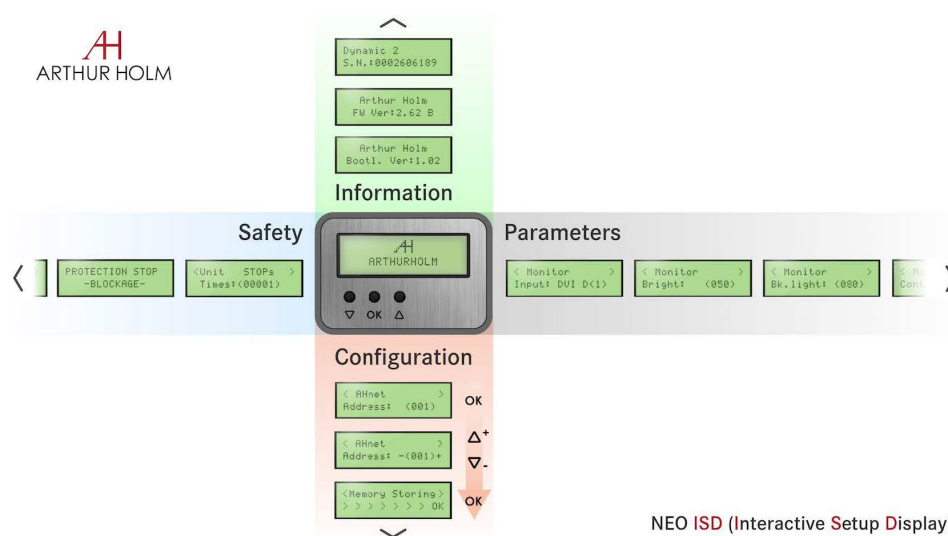 ARTHUR HOLM
Dynamic 2
S.N.:0002606189
Arthur Holm
FW Ver:2.62 B
Arthur Holm
Bootl. Ver:1.02
Information
Safety
PROTECTION STOP
-BLOCKAGE-
<Unit STOPs >
Times:(00001)
ARTHURHOLM
OK
Parameters
< Monitor >
Input: DVI D(1)
< Monitor >
Bright: (050)
< Monitor >
Bk.light: (080)
Configuration
< AHnet >
Address: (001)
OK
< AHnet >
Address: -(001)+
+
-
<Memory Storing>
> > > > > > > OK
OK
NEO ISD (Interactive Setup Display